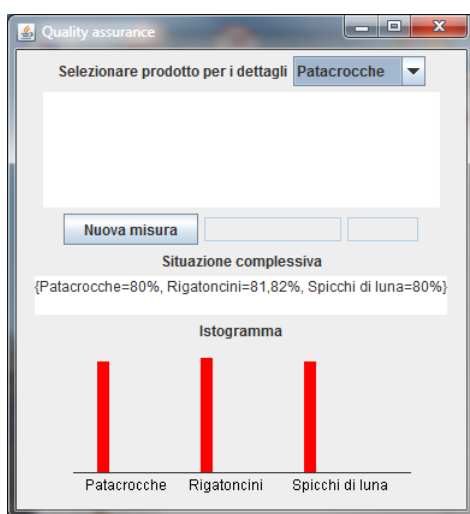 Quality assurance
Selezionare prodotto per i dettagli Patacrocche
Nuova misura
Situazione complessiva
{Patacrocche=80%, Rigatoncini=81,82%, Spicchi di luna=80%}
Istogramma
Patacrocche Rigatoncini Spicchi di luna